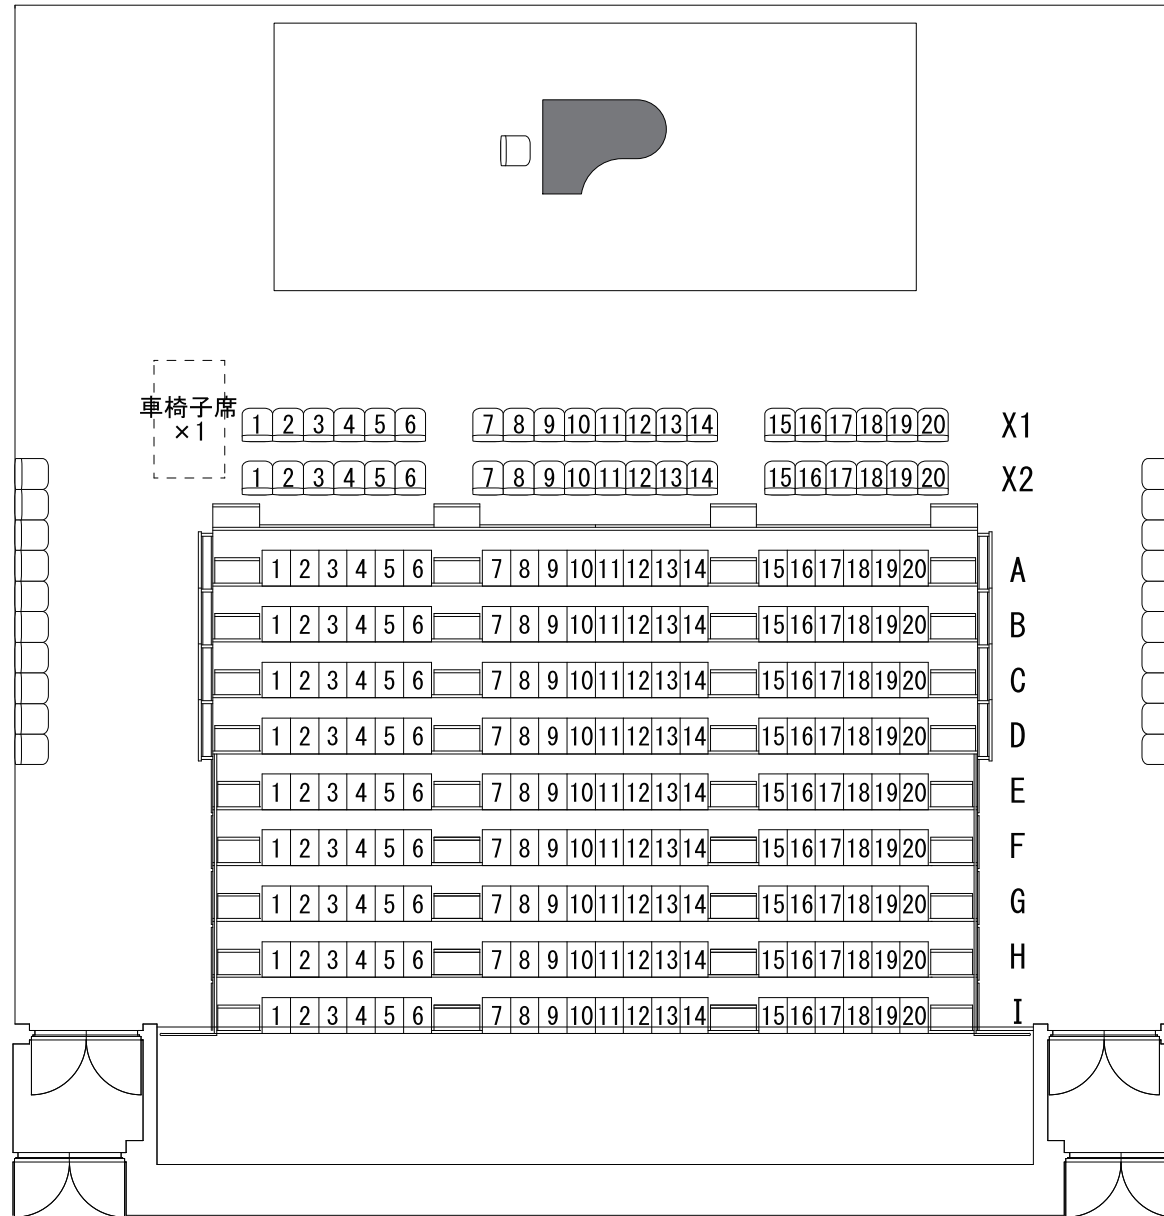 車椅子席
×1
1 2 3 4 5 6 7 8 9 10 11 12 13 14 15 16 17 18 19 20 X1
1 2 3 4 5 6 7 8 9 10 11 12 13 14 15 16 17 18 19 20 X2
1 2 3 4 5 6 7 8 9 10 11 12 13 14 15 16 17 18 19 20 A
1 2 3 4 5 6 7 8 9 10 11 12 13 14 15 16 17 18 19 20 B
1 2 3 4 5 6 7 8 9 10 11 12 13 14 15 16 17 18 19 20 C
1 2 3 4 5 6 7 8 9 10 11 12 13 14 15 16 17 18 19 20 D
1 2 3 4 5 6 7 8 9 10 11 12 13 14 15 16 17 18 19 20 E
1 2 3 4 5 6 7 8 9 10 11 12 13 14 15 16 17 18 19 20 F
1 2 3 4 5 6 7 8 9 10 11 12 13 14 15 16 17 18 19 20 G
1 2 3 4 5 6 7 8 9 10 11 12 13 14 15 16 17 18 19 20 H
1 2 3 4 5 6 7 8 9 10 11 12 13 14 15 16 17 18 19 20 I